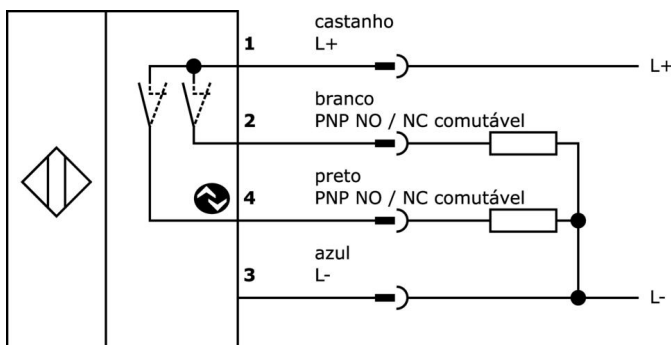 castanho
1 L+
L+
branco
2 PNP NO / NC comutável
preto
4 PNP NO / NC comutável
azul
3 L-
L-